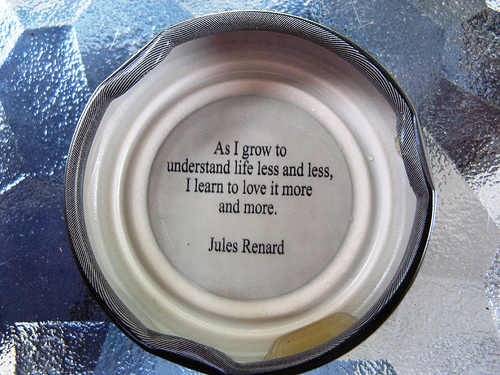 As I grow to
understand life less and less,
I learn to love it more
and more.
Jules Renard